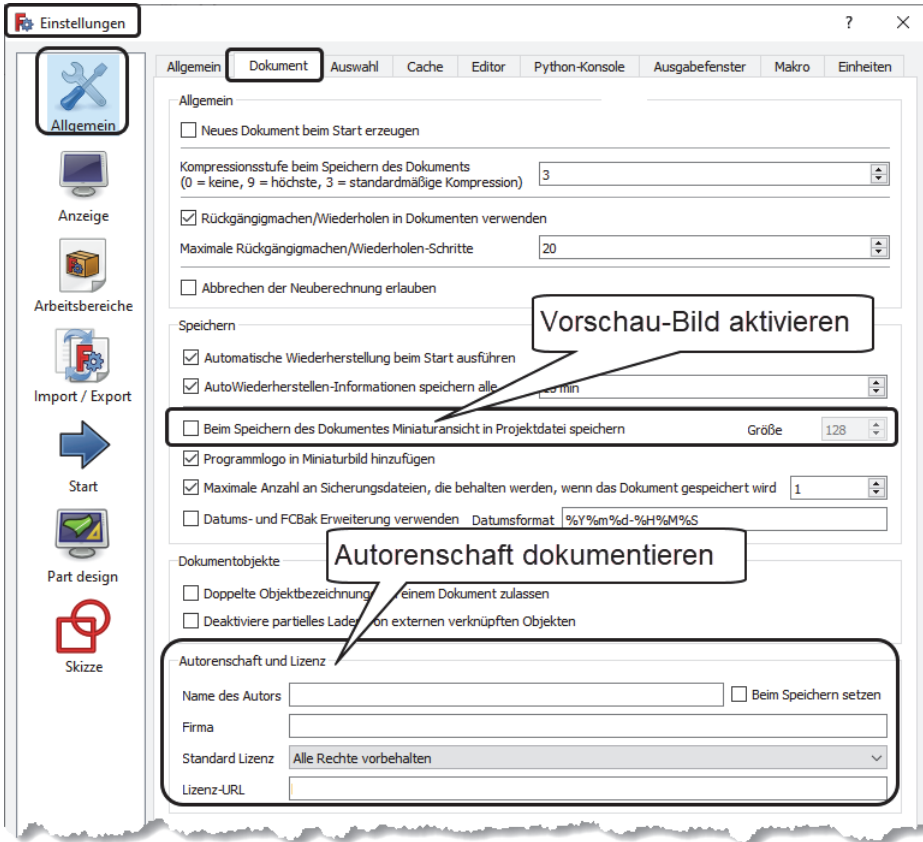 Einstellungen
?
Allgemein
Anzeige
Arbeitsbereiche
Import / Export
Start
Part design
Skizze
Allgemein Dokument Auswahl Cache Editor Python-Konsole Ausgabefenster Makro Einheiten
Allgemein
Neues Dokument beim Start erzeugen
Kompressionsstufe beim Speichern des Dokuments
(0 = keine, 9 = höchste, 3 = standardmäßige Kompression) 3
Rückgängigmachen/Wiederholen in Dokumenten verwenden
Maximale Rückgängigmachen/Wiederholen-Schritte 20
Abbrechen der Neuberechnung erlauben
Vorschau-Bild aktivieren
Speichern
Automatische Wiederherstellung beim Start ausführen
AutoWiederherstellen-Informationen speichern alle min
Beim Speichern des Dokumentes Miniaturansicht in Projektdatei speichern Größe 128
Programmlogo in Miniaturbild hinzufügen
Maximale Anzahl an Sicherungsdateien, die behalten werden, wenn das Dokument gespeichert wird 1
Datums- und FCBak Erweiterung verwenden Datumsformat %Y%m%d-%H%M%S
Autorenschaft dokumentieren
Dokumentobjekte
Doppelte Objektbezeichnung einem Dokument zulassen
Deaktiviere partielles Laden von externen verknüpften Objekten
Autorenschaft und Lizenz
Name des Autors Beim Speichern setzen
Firma
Standard Lizenz Alle Rechte vorbehalten
Lizenz-URL